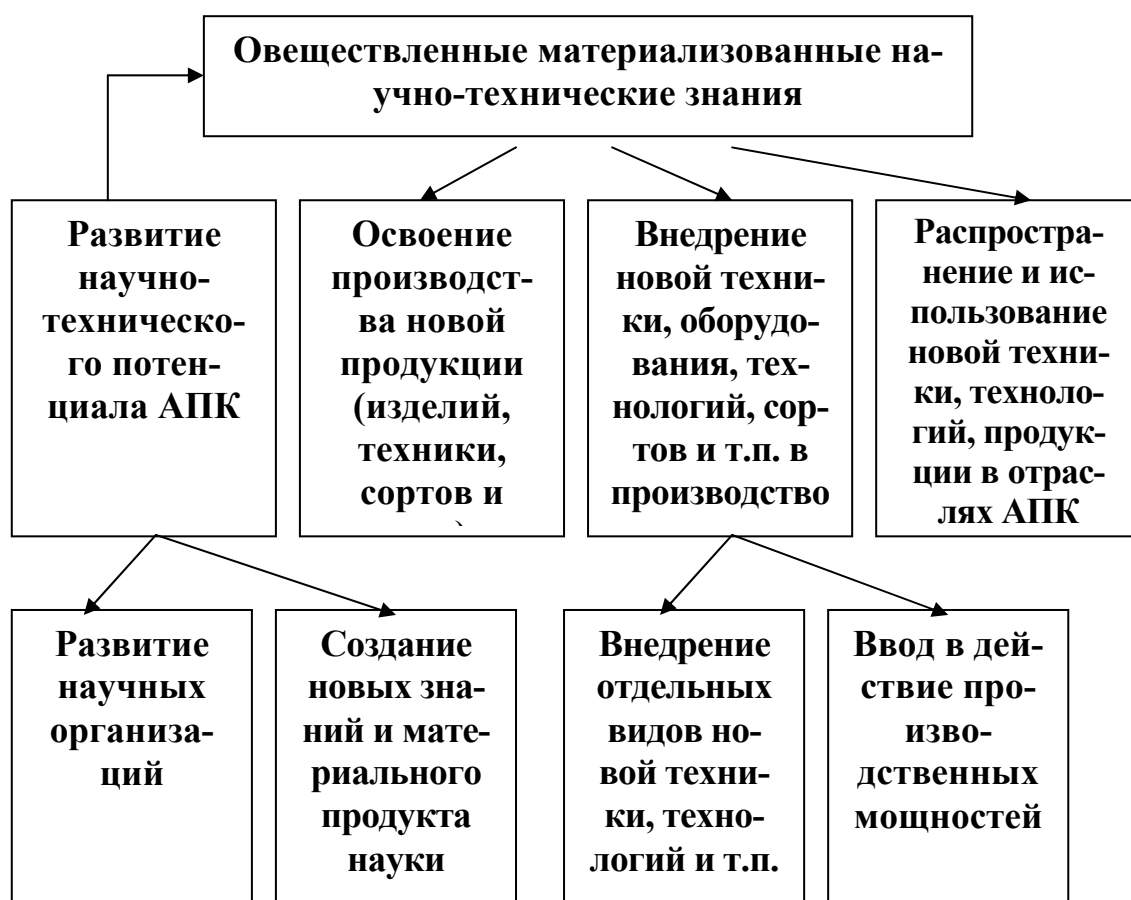 Овеществленные материализованные на-
учно-технические знания
Развитие
научно-
техническо-
го потен-
циала АПК
Освоение
производст-
ва новой
продукции
(изделий,
техники,
сортов и
Внедрение
новой техни-
ки, оборудо-
вания, тех-
нологий, сор-
тов и т.п. в
производство
Распростра-
нение и ис-
пользование
новой техни-
ки, техноло-
гий, продук-
ции в отрас-
лях АПК
Развитие
научных
организа-
ций
Создание
новых зна-
ний и мате-
риального
продукта
науки
Внедрение
отдельных
видов но-
вой техни-
ки, техно-
логий и т.п.
Ввод в дей-
ствие про-
изво-
дственных
мощностей